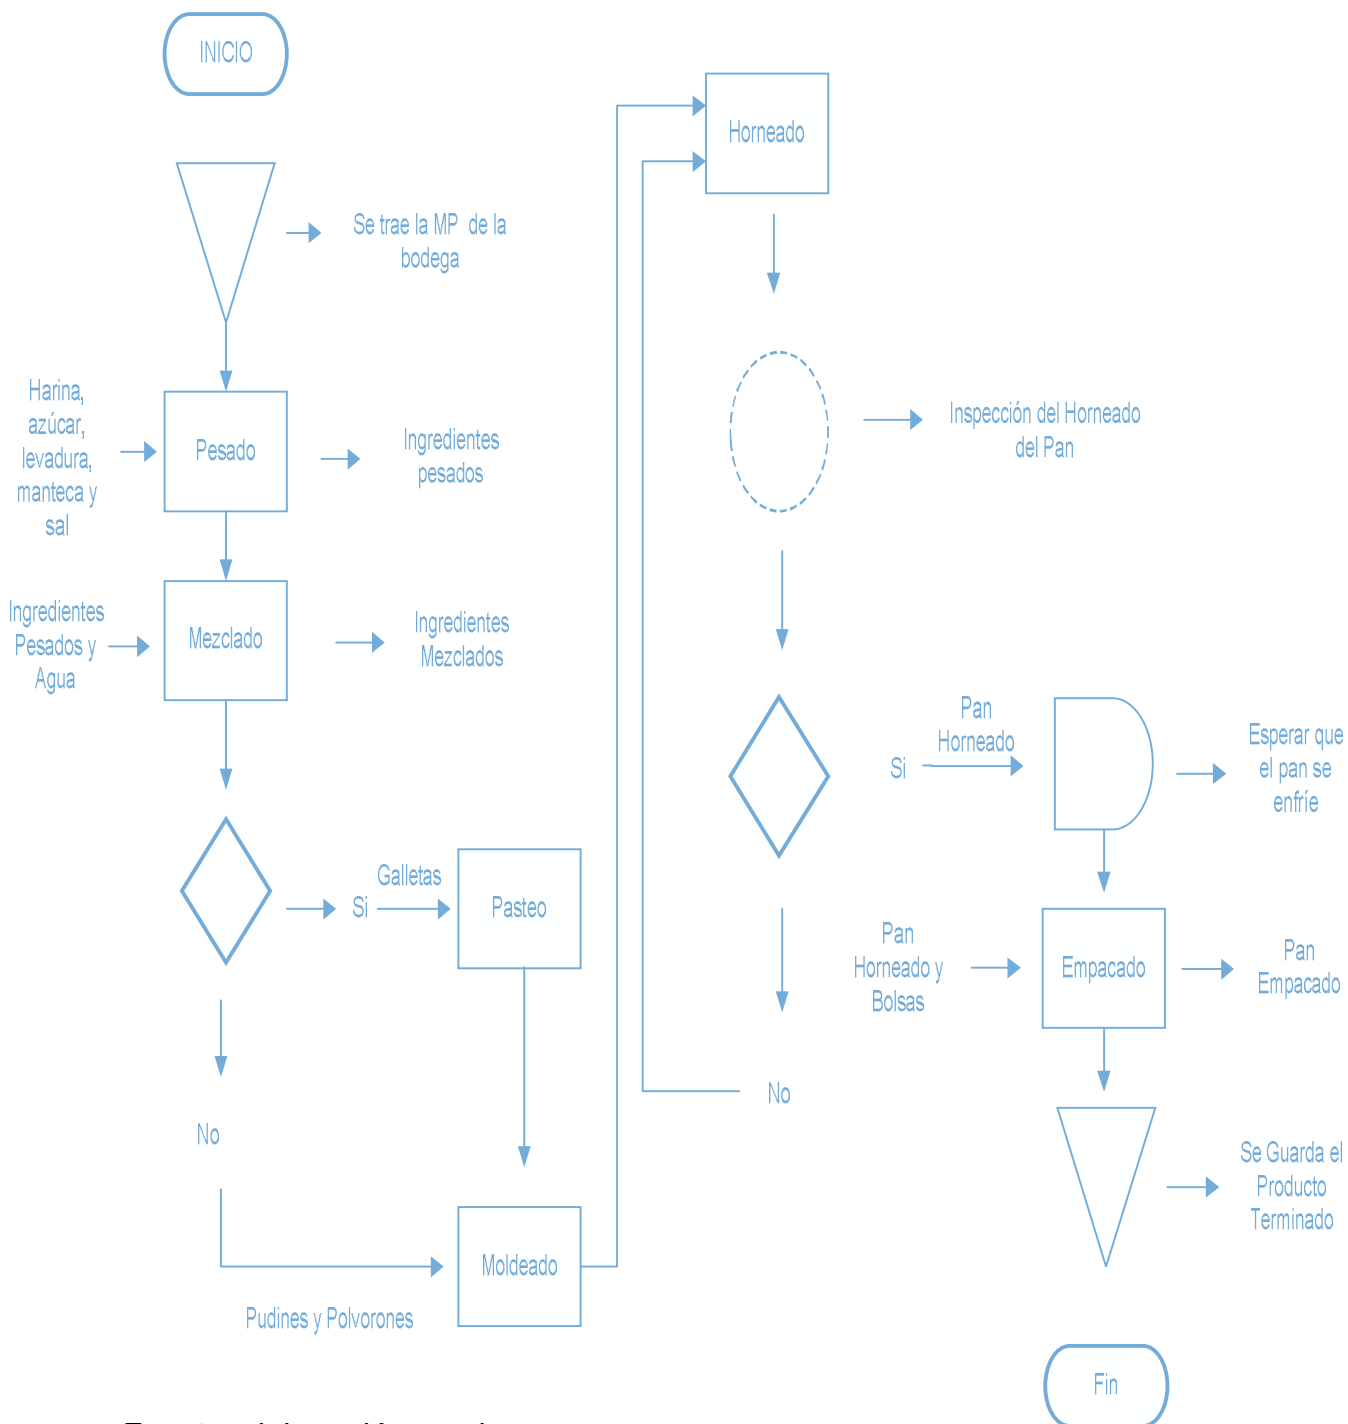 INICIO
Se trae la MP de la
bodega
Harina,
azúcar,
levadura,
manteca y
sal
Pesado
Ingredientes
pesados
Ingredientes
Pesados y
Agua
Mezclado
Ingredientes
Mezclados
Si
Galletas
Pasteo
No
Pudines y Polvorones
Moldeado
Horneado
Inspección del Horneado
del Pan
Si
Pan
Horneado
Esperar que
el pan se
enfríe
No
Pan
Horneado y
Bolsas
Empacado
Pan
Empacado
Se Guarda el
Producto
Terminado
Fin